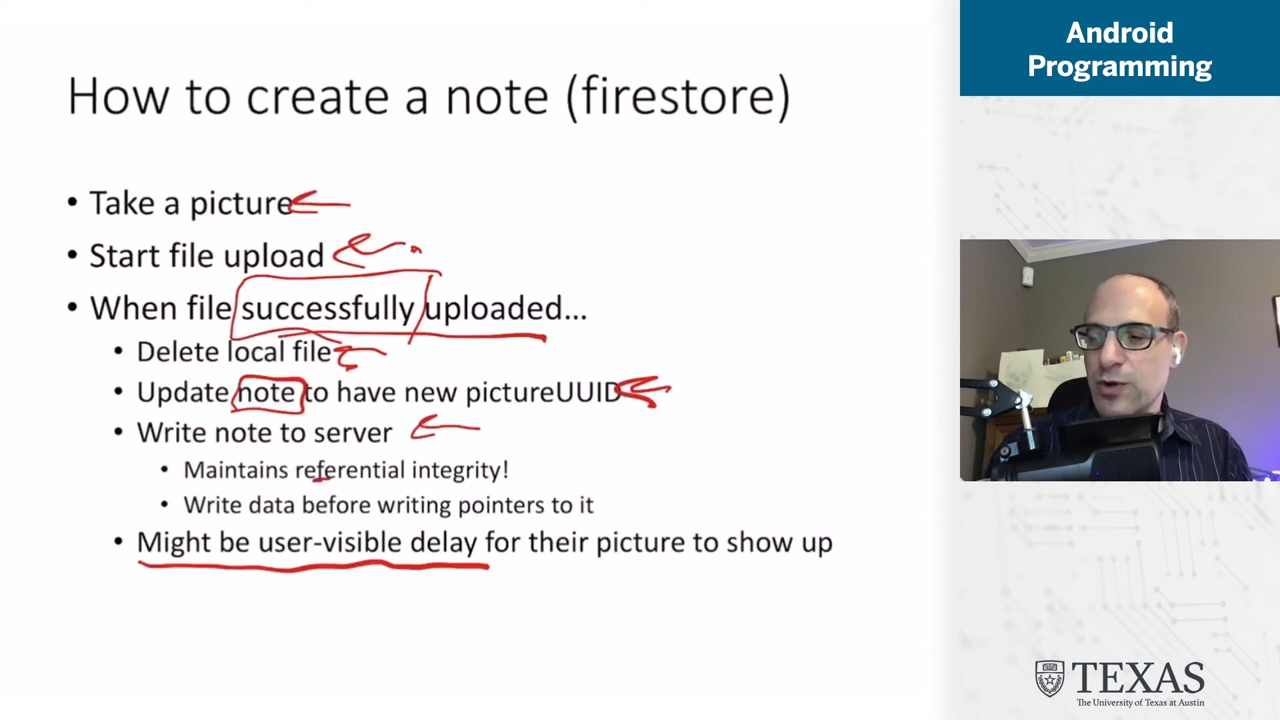 How to create a note (firestore)
• Take a picture
• Start file upload
• When file successfully uploaded...
• Delete local file
• Update note to have new pictureUUID
• Write note to server
• Maintains referential integrity!
• Write data before writing pointers to it
• Might be user-visible delay for their picture to show up
Android
Programming
TEXAS
The University of Texas at Austin